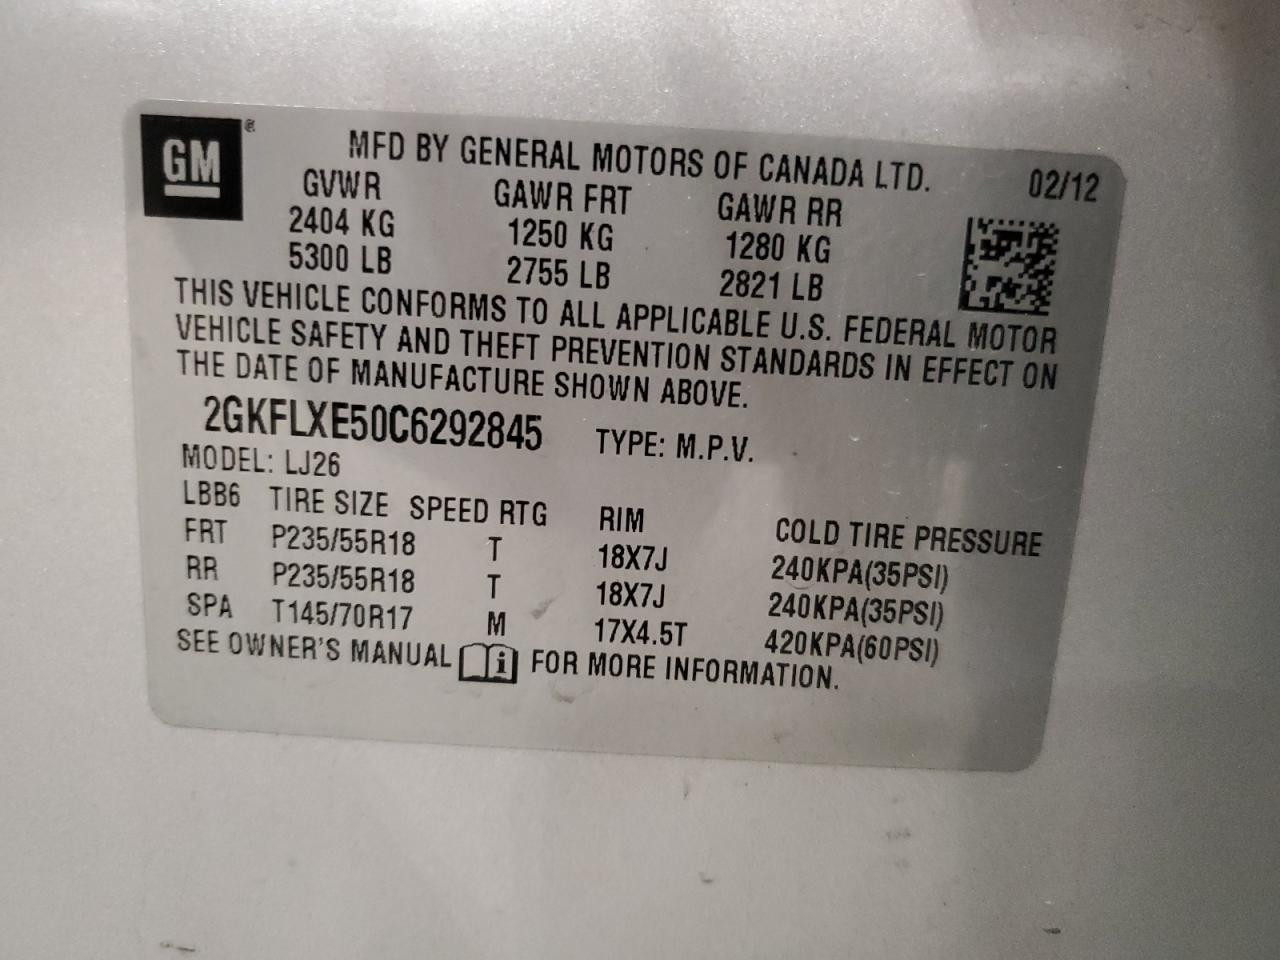 GM®
MFD BY GENERAL MOTORS OF CANADA LTD. 02/12
GVWR GAWR FRT GAWR RR
2404 KG 1250 KG 1280 KG
5300 LB 2755 LB 2821 LB
THIS VEHICLE CONFORMS TO ALL APPLICABLE U.S. FEDERAL MOTOR
VEHICLE SAFETY AND THEFT PREVENTION STANDARDS IN EFFECT ON
THE DATE OF MANUFACTURE SHOWN ABOVE.
2GKFLXE50C6292845 TYPE: M.P.V.
MODEL: LJ26
LBB6 TIRE SIZE SPEED RTG RIM COLD TIRE PRESSURE
FRT P235/55R18 T 18X7J 240KPA(35PSI)
RR P235/55R18 T 18X7J 240KPA(35PSI)
SPA T145/70R17 M 17X4.5T 420KPA(60PSI)
SEE OWNER'S MANUAL i FOR MORE INFORMATION.